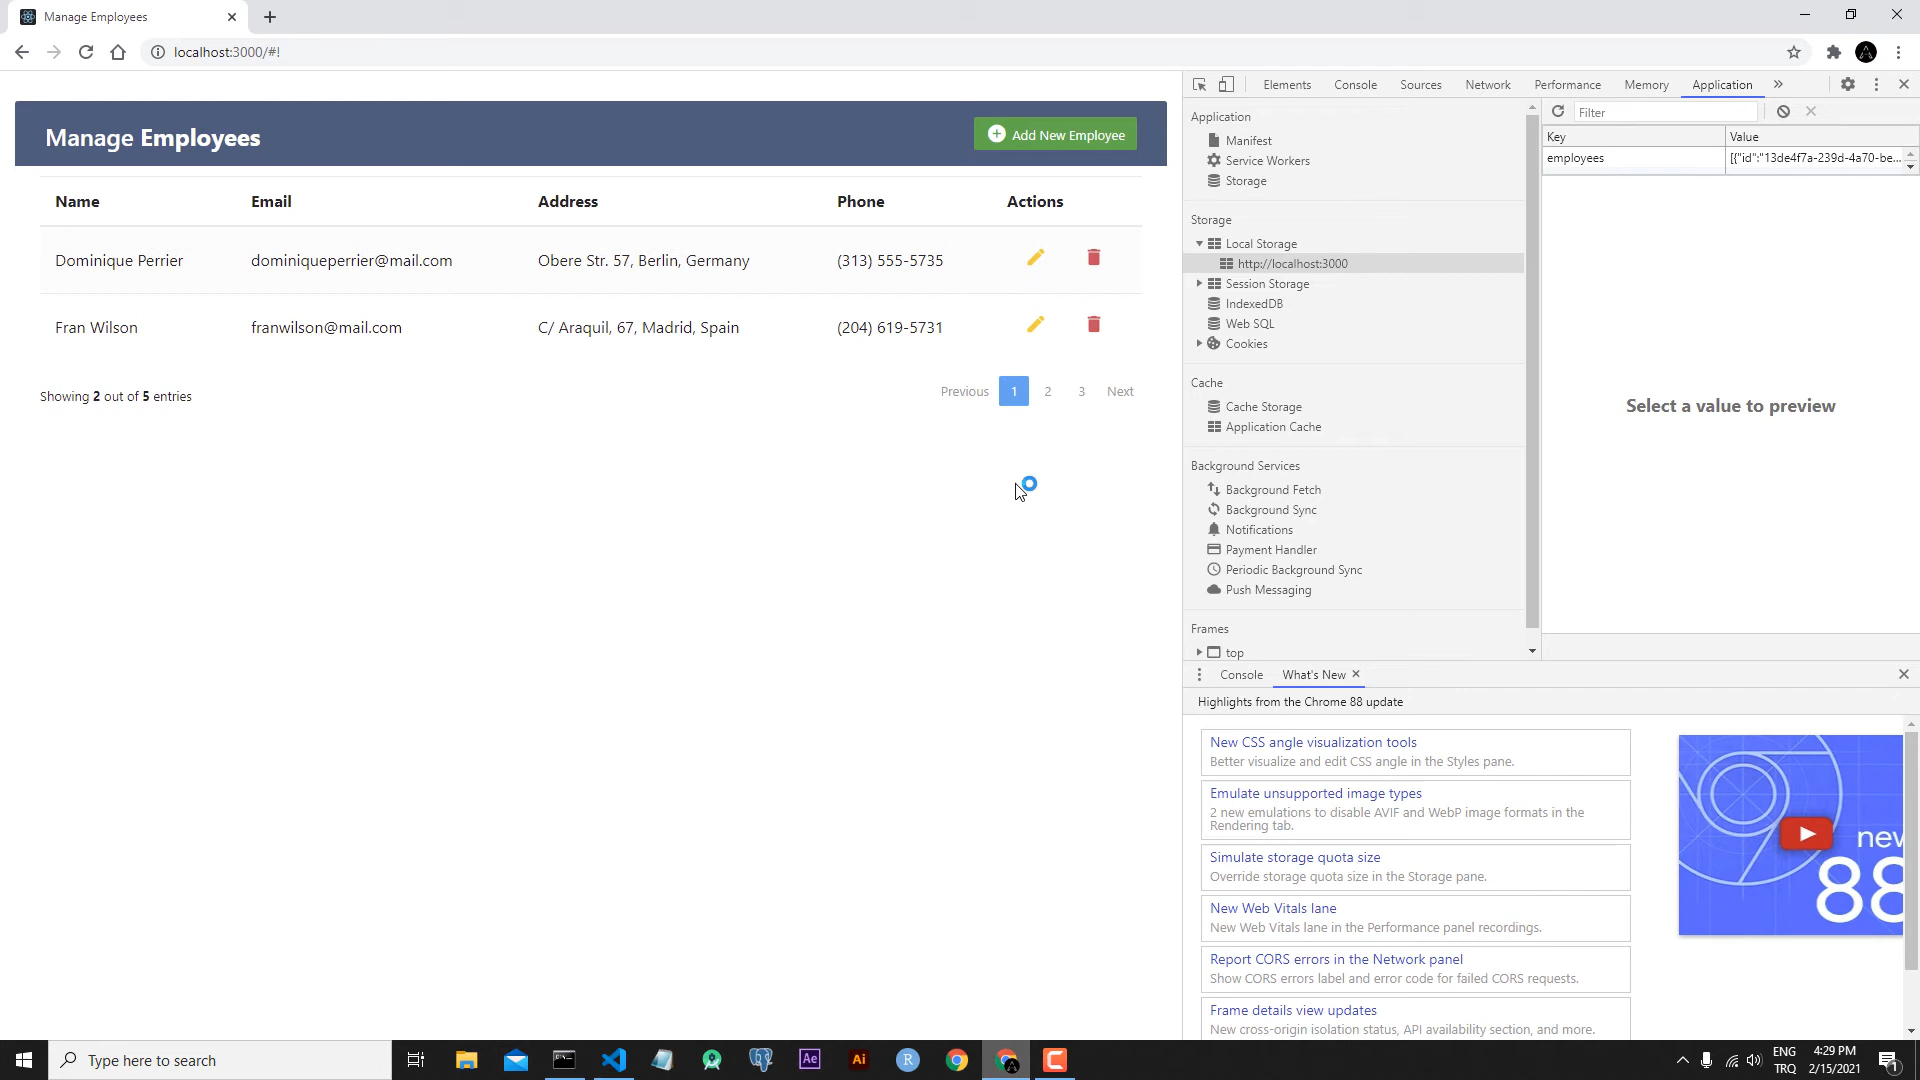 Manage Employees
localhost:3000/#!
Manage Employees
Add New Employee
Name Email Address Phone Actions
Dominique Perrier dominiqueperrier@mail.com Obere Str. 57, Berlin, Germany (313) 555-5735
Fran Wilson franwilson@mail.com C/ Araquil, 67, Madrid, Spain (204) 619-5731
Showing 2 out of 5 entries
Previous 1 2 3 Next
Elements Console Sources Network Performance Memory Application
Application
Manifest
Service Workers
Storage
Storage
Local Storage
http://localhost:3000
Session Storage
IndexedDB
Web SQL
Cookies
Cache
Cache Storage
Application Cache
Background Services
Background Fetch
Background Sync
Notifications
Payment Handler
Periodic Background Sync
Push Messaging
Frames
top
Filter
Key Value
employees [{"id":"13de4f7a-239d-4a70-be...
Select a value to preview
Console What's New
Highlights from the Chrome 88 update
New CSS angle visualization tools
Better visualize and edit CSS angle in the Styles pane.
Emulate unsupported image types
2 new emulations to disable AVIF and WebP image formats in the
Rendering tab.
Simulate storage quota size
Override storage quota size in the Storage pane.
New Web Vitals lane
New Web Vitals lane in the Performance panel recordings.
Report CORS errors in the Network panel
Show CORS errors label and error code for failed CORS requests.
Frame details view updates
New cross-origin isolation status, API availability section, and more.
new
88
Type here to search
Ae
Ai
R
ENG
TRQ
4:29 PM
2/15/2021
1